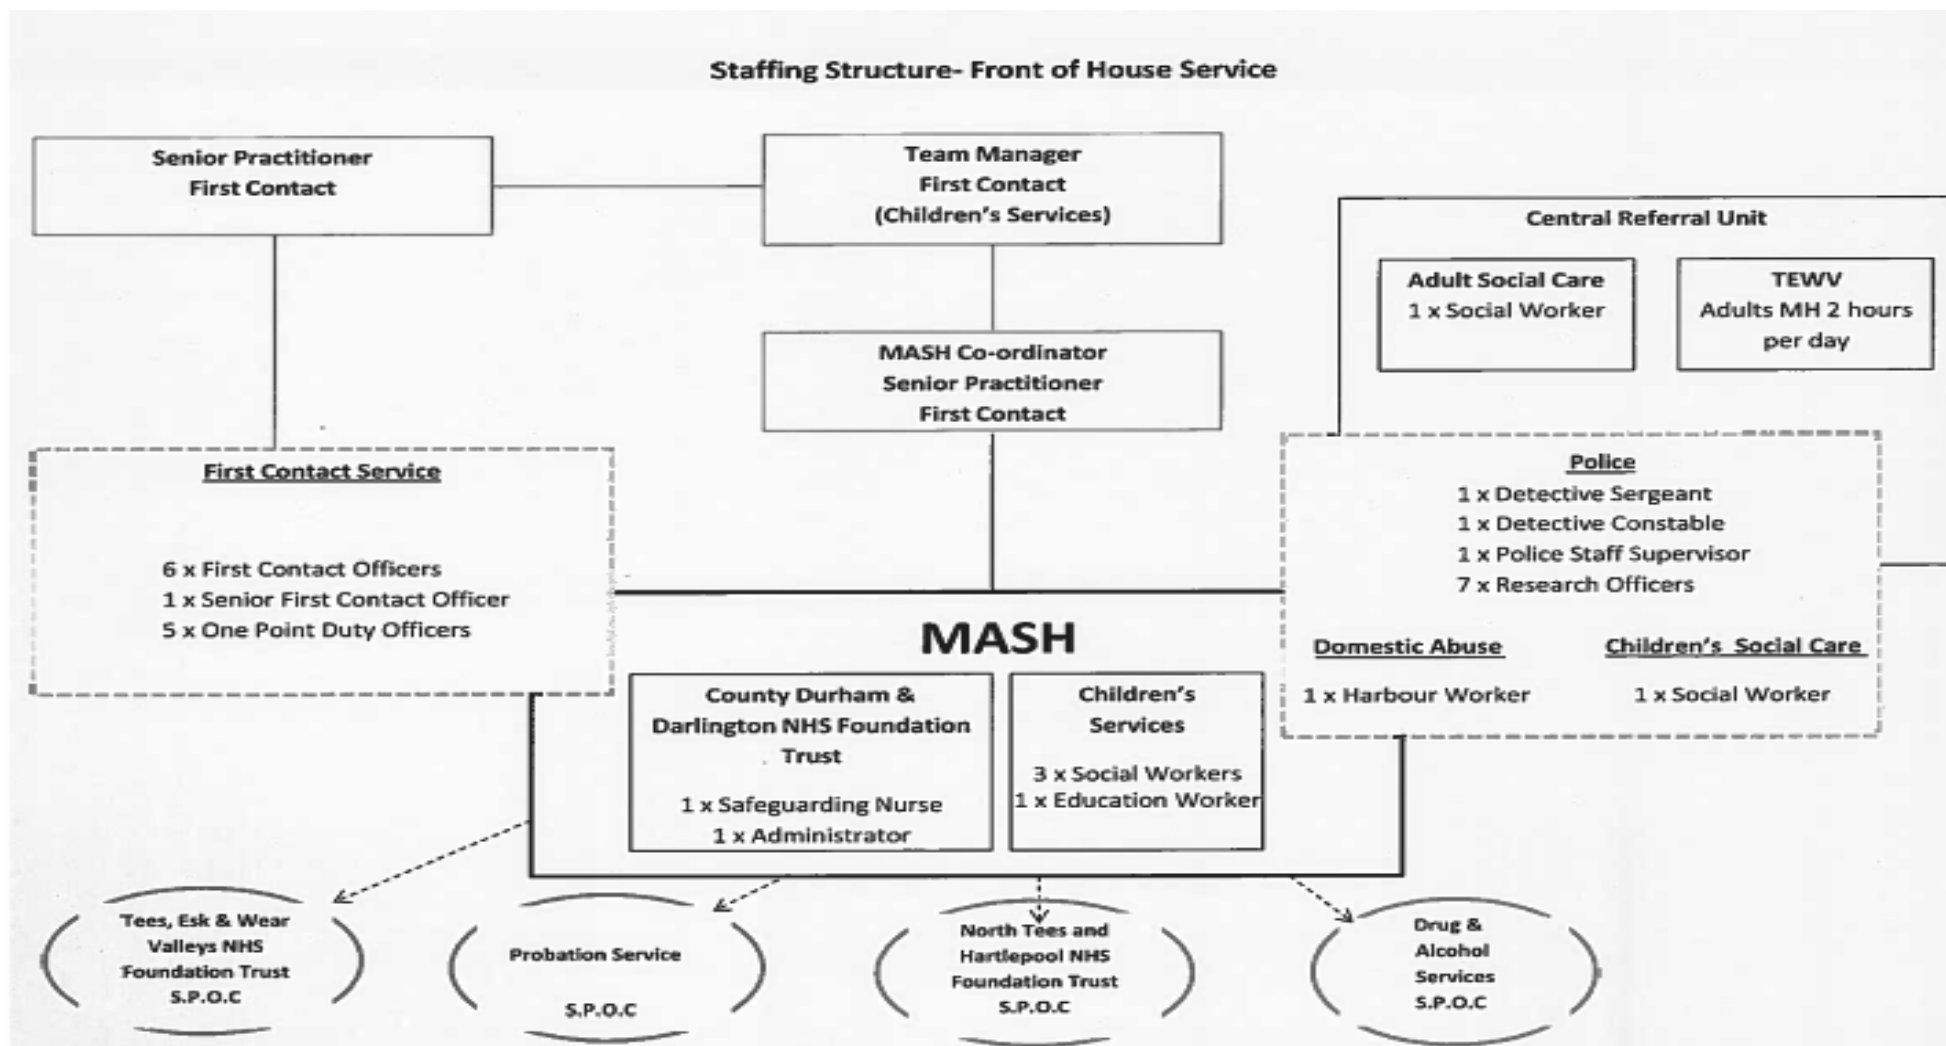 Staffing Structure- Front of House Service
Senior Practitioner
First Contact
Team Manager
First Contact
(Children's Services)
Central Referral Unit
Adult Social Care
1 x Social Worker
TEWV
Adults MH 2 hours
per day
MASH Co-ordinator
Senior Practitioner
First Contact
First Contact Service
6 x First Contact Officers
1 x Senior First Contact Officer
5 x One Point Duty Officers
Police
1 x Detective Sergeant
1 x Detective Constable
1 x Police Staff Supervisor
7 x Research Officers
Domestic Abuse
1 x Harbour Worker
Children's Social Care
1 x Social Worker
MASH
County Durham &
Darlington NHS Foundation
Trust
1 x Safeguarding Nurse
1 x Administrator
Children's
Services
3 x Social Workers
1 x Education Worker
Tees, Esk & Wear
Valleys NHS
Foundation Trust
S.P.O.C
Probation Service
S.P.O.C
North Tees and
Hartlepool NHS
Foundation Trust
S.P.O.C
Drug &
Alcohol
Services
S.P.O.C